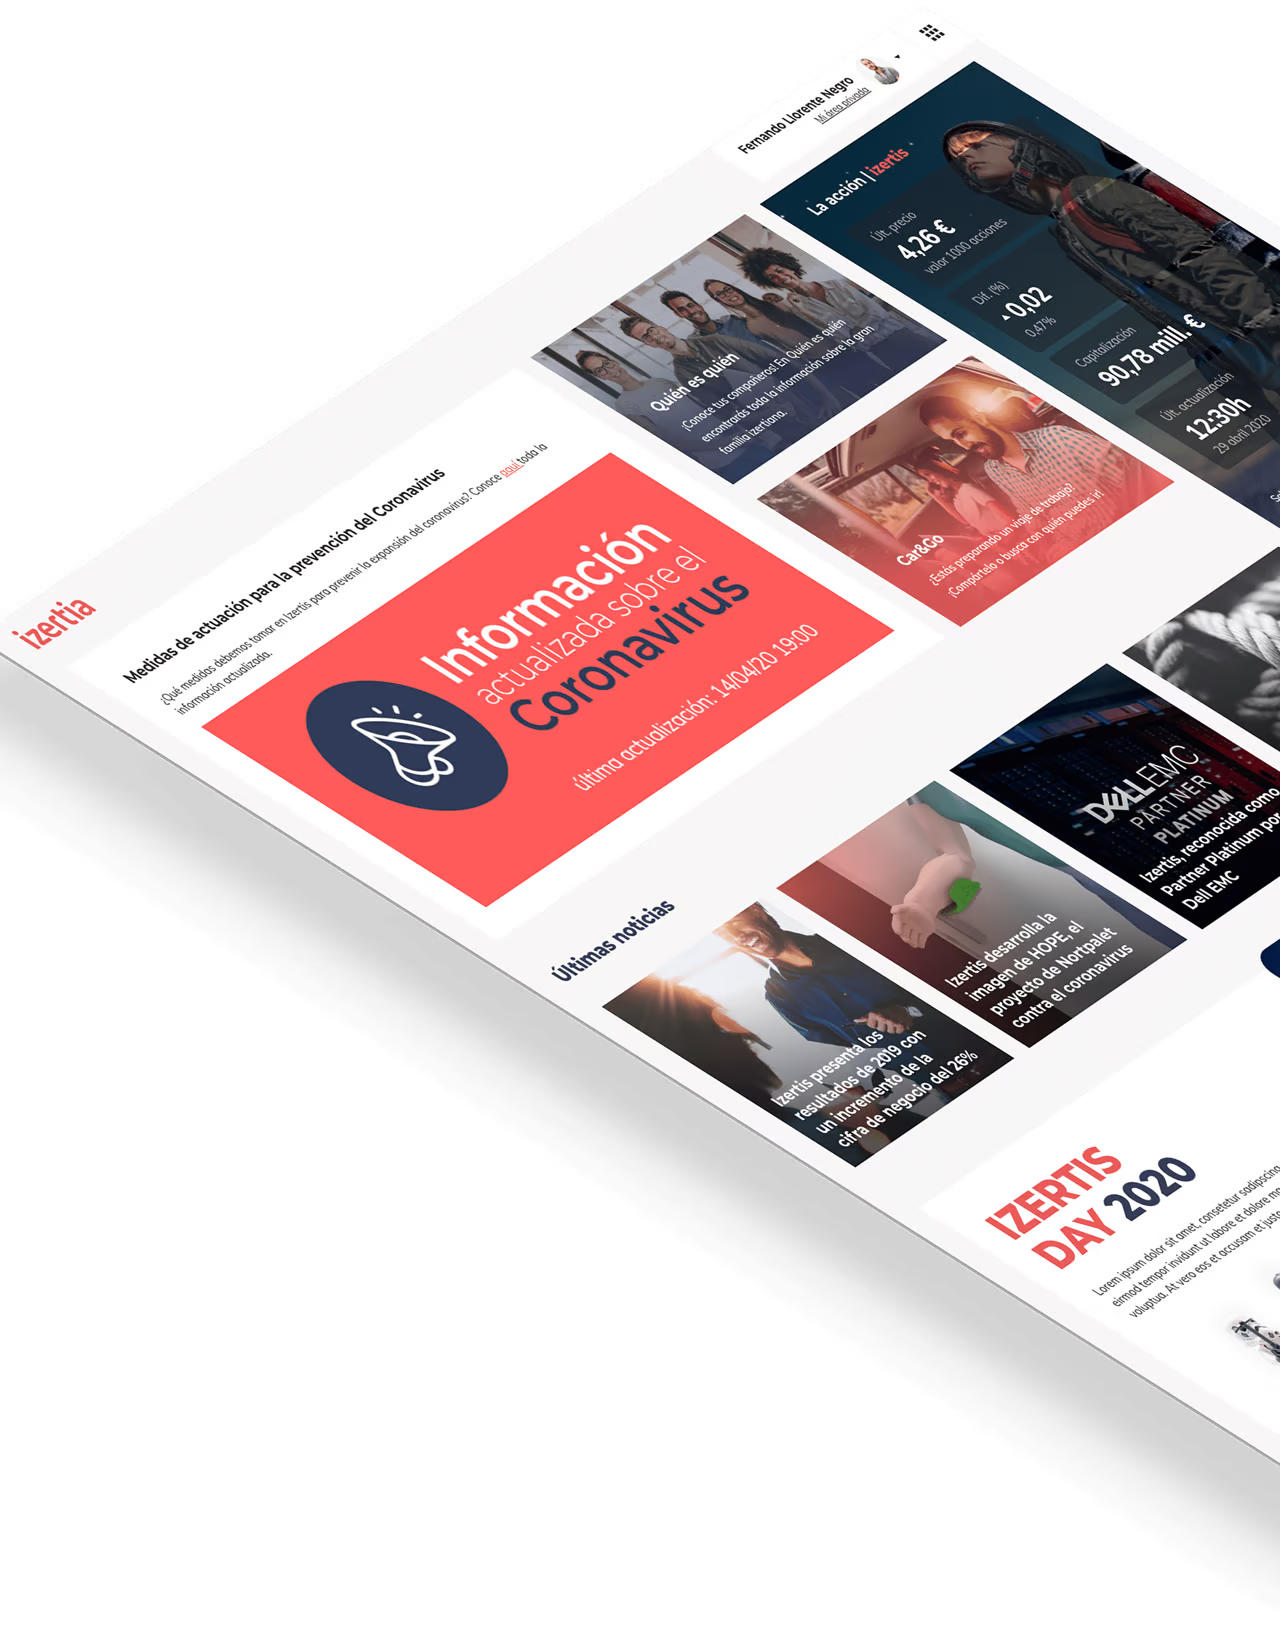 izertia
Fernando Llorente Negro
Mi área privada
Medidas de actuación para la prevención del Coronavirus
¿Qué medidas debemos tomar en Izertis para prevenir la expansión del coronavirus? Conoce aquí toda la
información actualizada.
Información
actualizada sobre el
Coronavirus
última actualización: 14/04/20 19:00
Quién es quién
¡Conoce tus compañeros! En Quién es quién
encontrarás toda la información sobre la gran
familia izertiana.
Car&Go
¿Estás preparando un viaje de trabajo?
¡Compártelo o busca con quién puedes ir!
La acción | izertis
Últ. precio
4,26 €
valor 1000 acciones
Dif. (%)
0,02
0,47%
Capitalización
90,78 mill. €
Últ. actualización
12:30h
29 abril 2020
Últimas noticias
Izertis presenta los
resultados de 2019 con
un incremento de la
cifra de negocio del 26%
Izertis desarrolla la
imagen de HOPE, el
proyecto de Nortpalet
contra el coronavirus
DELLEMC
PARTNER
PLATINUM
Izertis, reconocida como
Partner Platinum por
Dell EMC
IZERTIS
DAY 2020
Lorem ipsum dolor sit amet, consetetur sadipscing
eirmod tempor invidunt ut labore et dolore
voluptua. At vero eos et accusam et justo